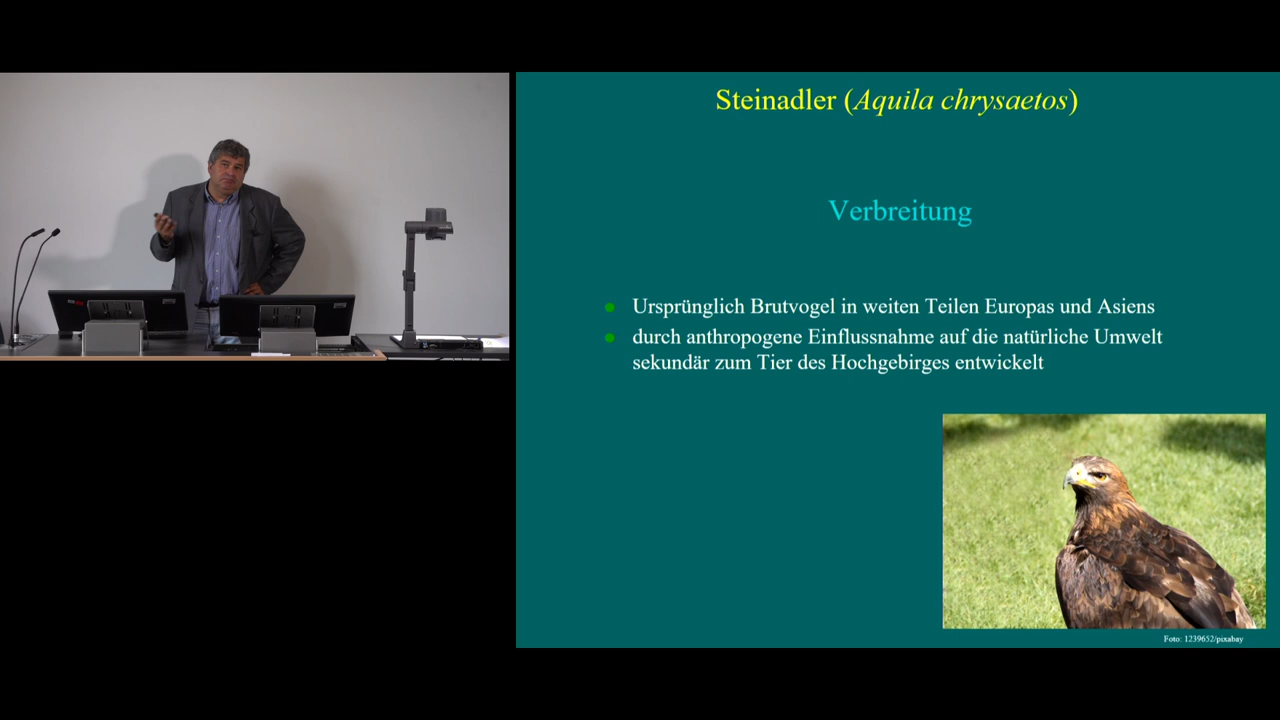 Steinadler (Aquila chrysaetos)
Verbreitung
Ursprünglich Brutvogel in weiten Teilen Europas und Asiens
durch anthropogene Einflussnahme auf die natürliche Umwelt
sekundär zum Tier des Hochgebirges entwickelt
Foto: 1239652/pixabay